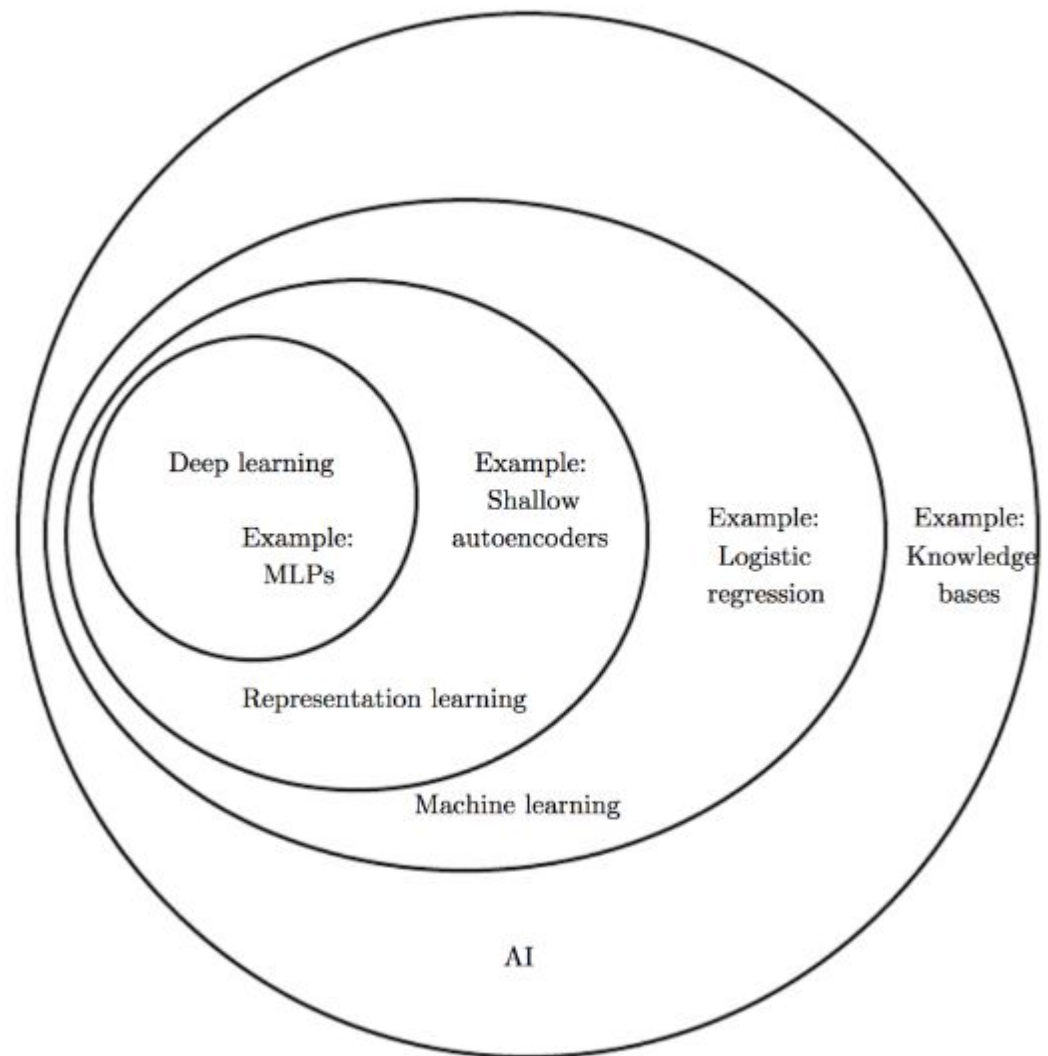 Deep learning
Example:
MLPs
Example:
Shallow
autoencoders
Example:
Logistic
regression
Example:
Knowledge
bases
Representation learning
Machine learning
AI